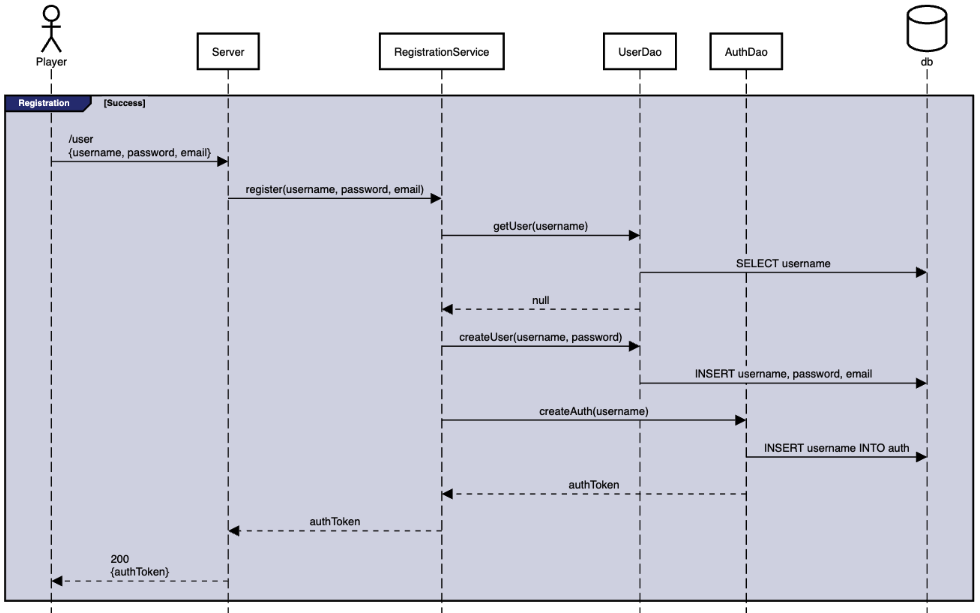 Player
Server
RegistrationService
UserDao
AuthDao
db
Registration
[Success]
/user
{username, password, email}
register(username, password, email)
getUser(username)
SELECT username
null
createUser(username, password)
INSERT username, password, email
createAuth(username)
INSERT username INTO auth
authToken
authToken
200
{authToken}